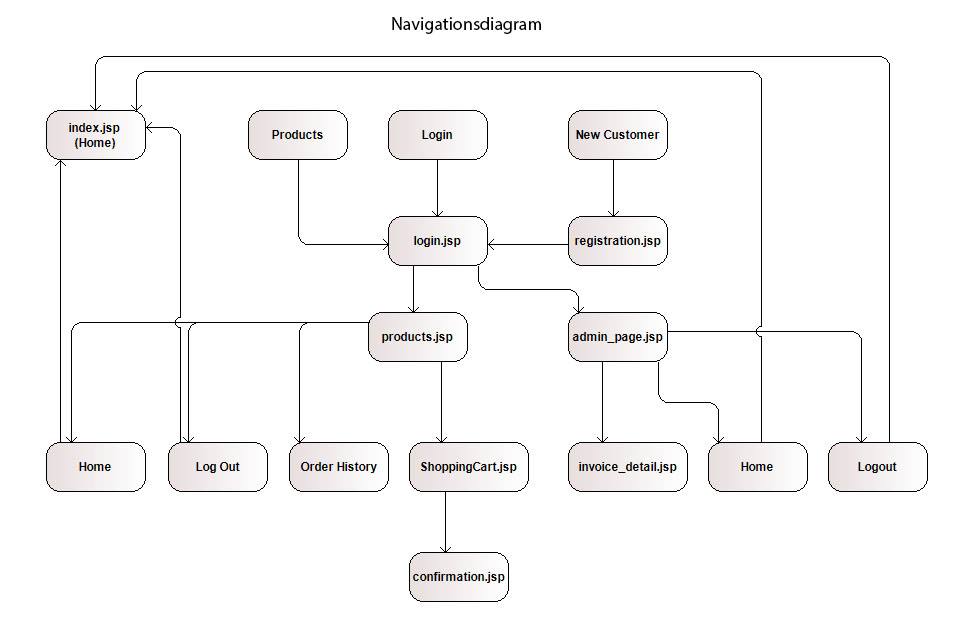 Navigationsdiagram
index.jsp
(Home)
Products
Login
New Customer
login.jsp
registration.jsp
products.jsp
admin_page.jsp
Home
Log Out
Order History
ShoppingCart.jsp
invoice_detail.jsp
Home
Logout
confirmation.jsp